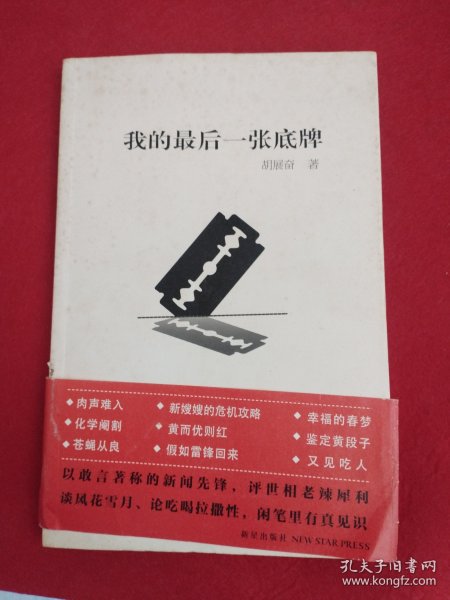 我的最后一张底牌
胡展奋 著
◆肉声难入
◆化学阉割
◆苍蝇从良
◆新嫂嫂的危机攻略
◆黄而优则红
◆假如雷锋回来
◆幸福的春梦
◆鉴定黄段子
◆又见吃人
以敢言著称的新闻先锋，评世相老辣犀利
谈风花雪月、论吃喝拉撒性，闲笔里有真见识
新星出版社 NEW STAR PRESS
孔夫子旧书网
www.kongfz.com